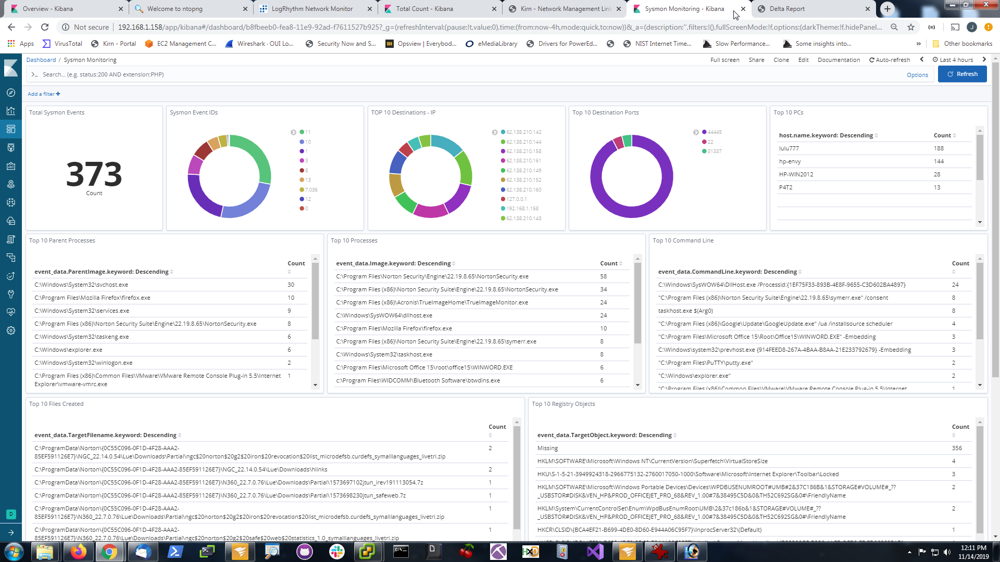 Overview - Kibana
Welcome to ntopng
LogRhythm Network Monitor
Total Count - Kibana
Kirn - Network Management Link
Sysmon Monitoring - Kibana
Delta Report
Not secure
192.168.1.158/app/kibana#/dashboard/b8fbeeb0-fea8-11e9-92ad-f7611527b925?_g=(refreshInterval:(pause:!t,value:0),time:(from:now-4h,mode:quick,to:now))&_a=(description:'',filters:!(),fullScreenMode:!f,options:(darkTheme:!f,hidePanel...
J
Apps
VirusTotal
Kirn - Portal
EC2 Management C...
Wireshark · OUI Lo...
Security Now and S...
Opsview | Everybod...
eMediaLibrary
Drivers for PowerEd...
NIST Internet Time...
Slow Performance...
Some insights into...
»
Other bookmarks
Dashboard / Sysmon Monitoring
Full screen
Share
Clone
Edit
Documentation
Auto-refresh
Last 4 hours
>_ Search... (e.g. status:200 AND extension:PHP)
Options
Refresh
Add a filter +
Total Sysmon Events
373
Count
Sysmon Event IDs
11
10
1
3
8
13
7,036
12
0
TOP 10 Destinations - IP
62.138.210.142
62.138.210.144
62.138.210.158
62.138.210.161
62.138.210.149
62.138.210.152
62.138.210.160
127.0.0.1
192.168.1.158
62.138.210.143
Top 10 Destination Ports
44445
22
31337
Top 10 PCs
host.name.keyword: Descending Count
lulu777 188
hp-envy 144
HP-WIN2012 28
P4T2 13
Top 10 Parent Processes
event_data.ParentImage.keyword: Descending Count
C:\Windows\System32\svchost.exe 30
C:\Program Files\Mozilla Firefox\firefox.exe 10
C:\Windows\System32\services.exe 9
C:\Program Files (x86)\Norton Security Suite\Engine\22.19.8.65\NortonSecurity.exe 8
C:\Windows\System32\taskeng.exe 6
C:\Windows\explorer.exe 6
C:\Windows\System32\winlogon.exe 2
C:\Program Files (x86)\Common Files\VMware\VMware Remote Console Plug-in 5.5\Internet 1
Explorer\vmware-vmrc.exe
Top 10 Processes
event_data.Image.keyword: Descending Count
C:\Program Files\Norton Security\Engine\22.19.8.65\NortonSecurity.exe 58
C:\Program Files (x86)\Norton Security Suite\Engine\22.19.8.65\NortonSecurity.exe 34
C:\Program Files (x86)\Acronis\TrueImageHome\TrueImageMonitor.exe 24
C:\Windows\SysWOW64\dllhost.exe 24
C:\Program Files\Mozilla Firefox\firefox.exe 10
C:\Program Files (x86)\Norton Security Suite\Engine\22.19.8.65\symerr.exe 8
C:\Windows\System32\taskhost.exe 8
C:\Program Files\Microsoft Office 15\root\office15\WINWORD.EXE 6
c:\Program Files\WIDCOMM\Bluetooth Software\btwdins.exe 6
Top 10 Command Line
event_data.CommandLine.keyword: Descending Count
C:\Windows\SysWOW64\DllHost.exe /Processid:{1EF75F33-893B-4E8F-9655-C3D602BA4897} 24
"C:\Program Files (x86)\Norton Security Suite\Engine\22.19.8.65\symerr.exe" /consent 8
taskhost.exe $(Arg0) 8
"C:\Program Files (x86)\Google\Update\GoogleUpdate.exe" /ua /installsource scheduler 4
"C:\Program Files\Microsoft Office 15\Root\Office15\WINWORD.EXE" -Embedding 3
C:\Windows\system32\prevhost.exe {914FEED8-267A-4BAA-B8AA-21E233792679} -Embedding 3
"C:\Program Files\PuTTY\putty.exe" 2
"C:\Windows\explorer.exe" 2
"C:\Program Files (x86)\Common Files\VMware\VMware Remote Console Plug-in 5.5\Internet 1
Top 10 Files Created
event_data.TargetFilename.keyword: Descending Count
C:\ProgramData\Norton\{0C55C096-0F1D-4F28-AAA2- 2
85EF591126E7}\NGC_22.14.0.54\Lue\Downloads\Partial\ngc$20norton$20g2$20iron$20revocation$20list_microdefsb.curdefs_symalllanguages_livetri.zip
C:\ProgramData\Norton\{0C55C096-0F1D-4F28-AAA2-85EF591126E7}\NGC_22.14.0.54\Lue\Downloads\hlinks 2
C:\ProgramData\Norton\{0C55C096-0F1D-4F28-AAA2-85EF591126E7}\N360_22.7.0.76\Lue\Downloads\Partial\1573697102jtun_irev191113054.7z 1
C:\ProgramData\Norton\{0C55C096-0F1D-4F28-AAA2-85EF591126E7}\N360_22.7.0.76\Lue\Downloads\Partial\1573698230jtun_safeweb.7z 1
C:\ProgramData\Norton\{0C55C096-0F1D-4F28-AAA2- 1
85EF591126E7}\N360_22.7.0.76\Lue\Downloads\Partial\ngc$20norton$20g2$20iron$20revocation$20list_microdefsb.curdefs_symalllanguages_livetri.zip
C:\ProgramData\Norton\{0C55C096-0F1D-4F28-AAA2- 1
85EF591126E7}\N360_22.7.0.76\Lue\Downloads\Partial\ngc$20norton$20g2$20safe$20web$20statistics_1.0_symalllanguages_livetri.zip
Top 10 Registry Objects
event_data.TargetObject.keyword: Descending Count
Missing 356
HKLM\SOFTWARE\Microsoft\Windows NT\CurrentVersion\Superfetch\VirtualStoreSize 4
HKU\S-1-5-21-3949924318-2966775132-2760017050-1000\Software\Microsoft\Internet Explorer\Toolbar\Locked 3
HKLM\SOFTWARE\Microsoft\Windows Portable Devices\Devices\WPDBUSENUMROOT#UMB#2&37C186B&1&STORAGE#VOLUME#_?? 2
_USBSTOR#DISK&VEN_HP&PROD_OFFICEJET_PRO_68&REV_1.00#7&38495C5D&0&TH52C692SG&0#\FriendlyName
HKLM\System\CurrentControlSet\Enum\WpdBusEnumRoot\UMB\2&37c186b&1&STORAGE#VOLUME#_?? 2
_USBSTOR#DISK&VEN_HP&PROD_OFFICEJET_PRO_68&REV_1.00#7&38495C5D&0&TH52C692SG&0#\FriendlyName
HKCR\CLSID\{BCA4EF21-B699-4DE0-8D60-E944A06C95F7}\InprocServer32\(Default) 1
D
12:11 PM
11/14/2019